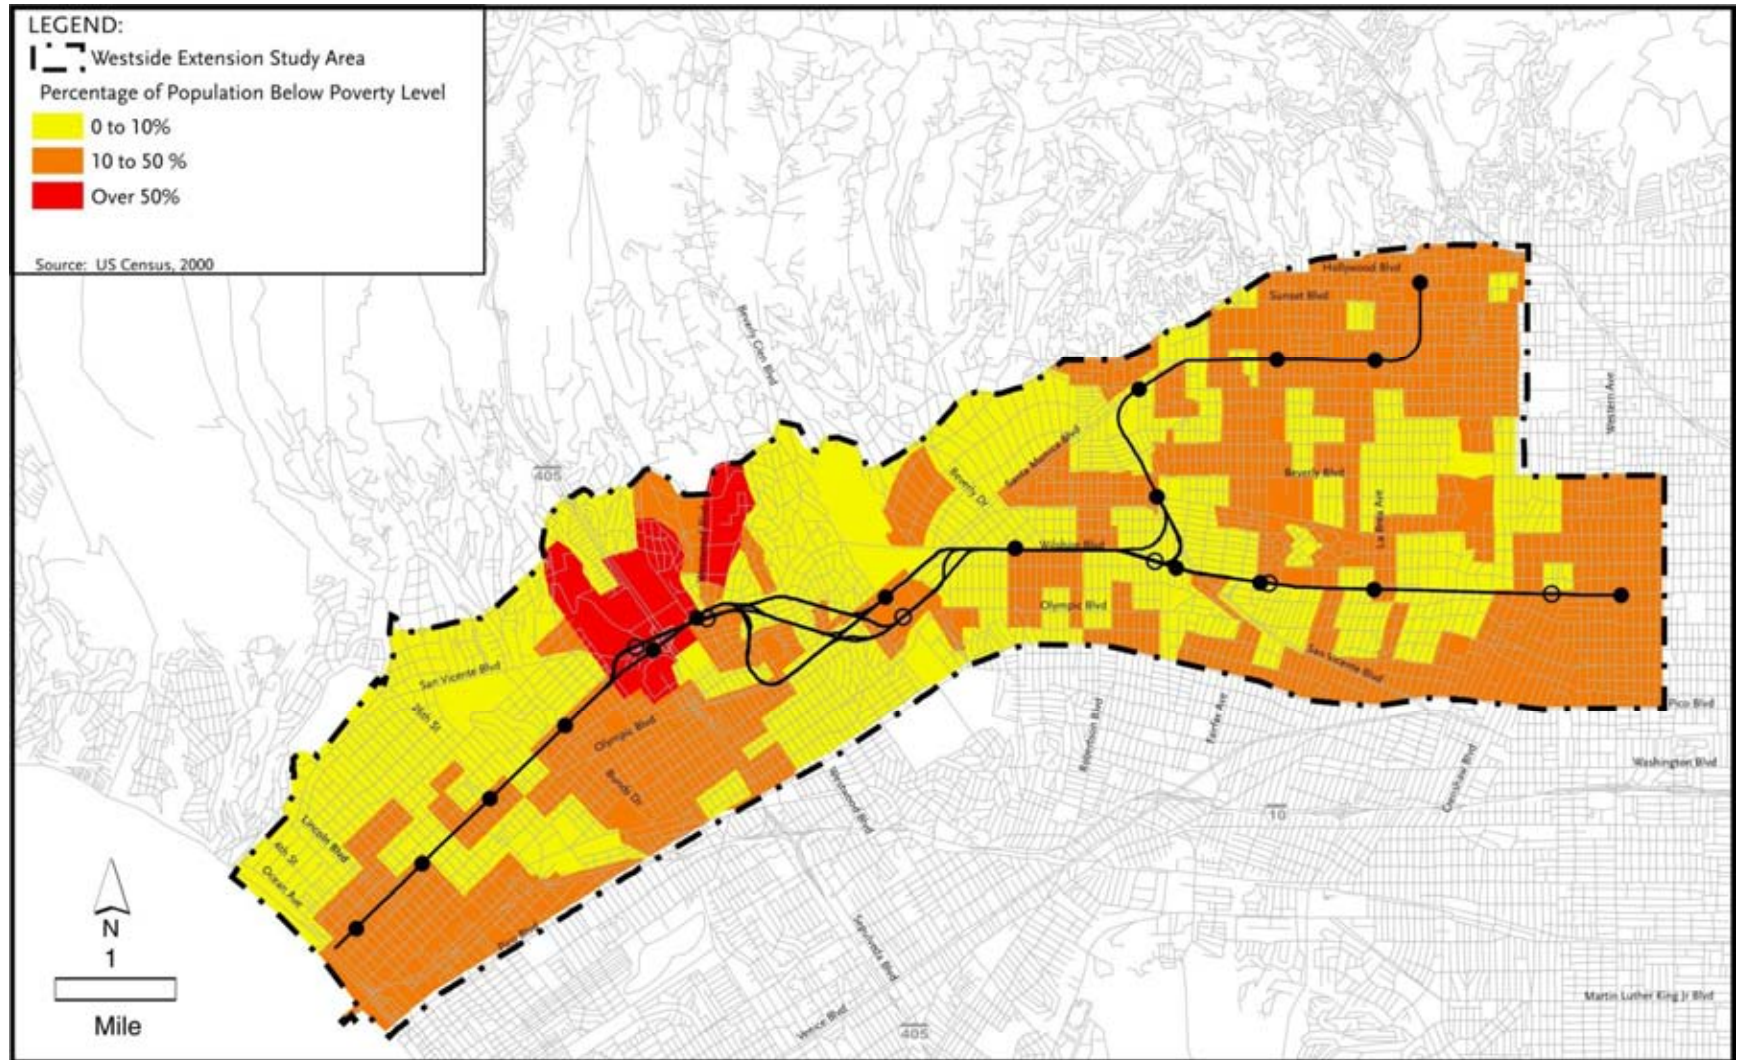 LEGEND:
Westside Extension Study Area
Percentage of Population Below Poverty Level
0 to 10%
10 to 50 %
Over 50%
Source: US Census, 2000
Hollywood Blvd
Sunset Blvd
Beverly Glen Blvd
Western Ave
Santa Monica Blvd
405
Beverly Dr
Beverly Blvd
La Brea Ave
Wilshire Blvd
Olympic Blvd
San Vicente Blvd
San Vicente Blvd
26th St
Pico Blvd
Robertson Blvd
Fairfax Ave
Olympic Blvd
Washington Blvd
Crenshaw Blvd
Bundy Dr
Westwood Blvd
10
Lincoln Blvd
4th St
Ocean Ave
N
1
Mile
Pico Blvd
Sepulveda Blvd
Martin Luther King Jr Blvd
Venice Blvd
405